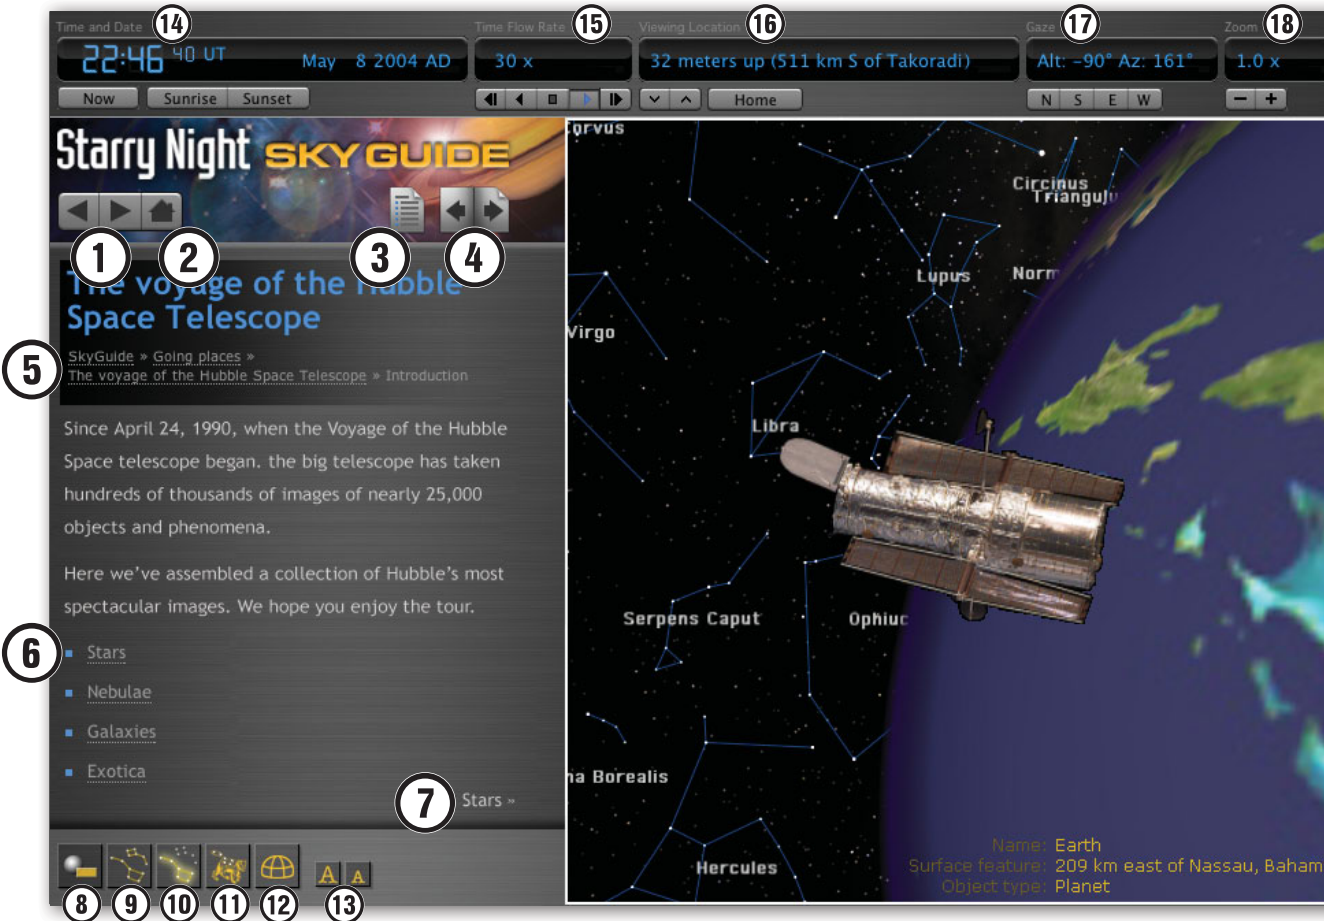 Time and Date 14
Time Flow Rate 15
Viewing Location 16
Gaze 17
Zoom 18
22:46 40 UT May 8 2004 AD
30 x
32 meters up (511 km S of Takoradi)
Alt: -90° Az: 161°
1.0 x
Now Sunrise Sunset
Home
N S E W
Starry Night SKY GUIDE
1 2 3 4
The voyage of the Hubble
Space Telescope
5
SkyGuide » Going places »
The voyage of the Hubble Space Telescope » Introduction
Since April 24, 1990, when the Voyage of the Hubble
Space telescope began. the big telescope has taken
hundreds of thousands of images of nearly 25,000
objects and phenomena.
Here we've assembled a collection of Hubble's most
spectacular images. We hope you enjoy the tour.
6
Stars
Nebulae
Galaxies
Exotica
7 Stars »
A A
8 9 10 11 12 13
Corvus
Circinus
Triangulu
Lupus
Norm
Virgo
Libra
Serpens Caput
Ophiuc
na Borealis
Hercules
Name: Earth
Surface feature: 209 km east of Nassau, Baham
Object type: Planet